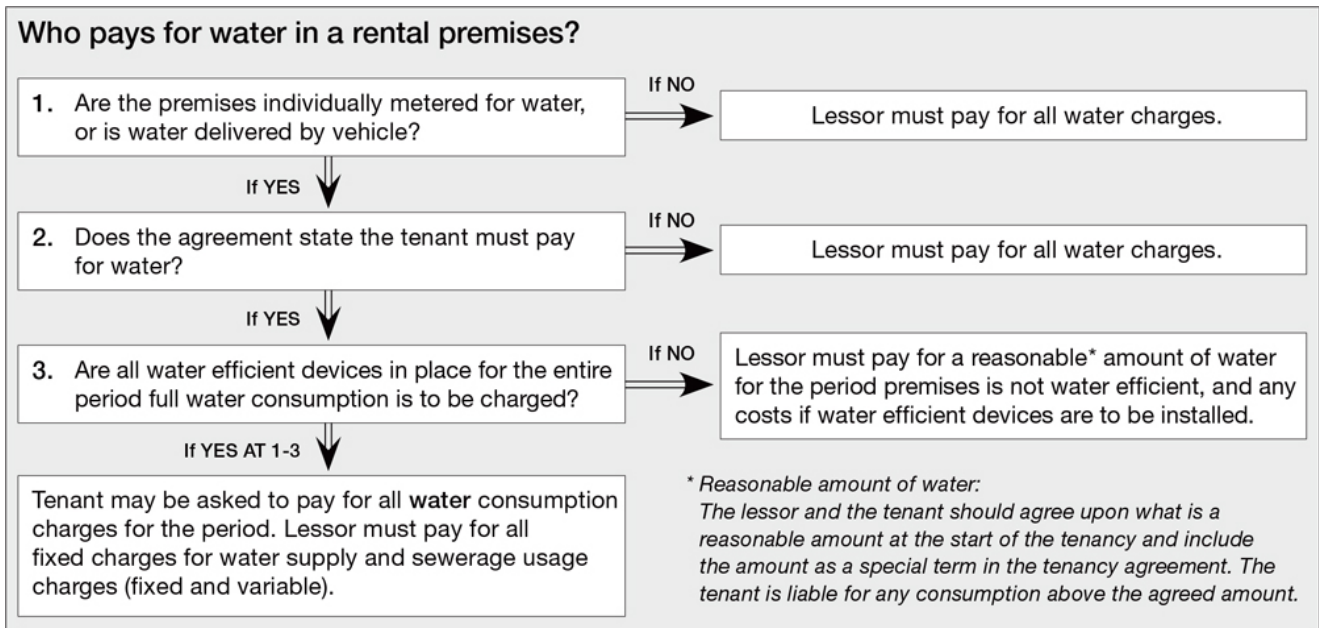 Who pays for water in a rental premises?
1. Are the premises individually metered for water,
or is water delivered by vehicle?
If NO
Lessor must pay for all water charges.
If YES
2. Does the agreement state the tenant must pay
for water?
If NO
Lessor must pay for all water charges.
If YES
3. Are all water efficient devices in place for the entire
period full water consumption is to be charged?
If NO
Lessor must pay for a reasonable* amount of water
for the period premises is not water efficient, and any
costs if water efficient devices are to be installed.
If YES AT 1-3
Tenant may be asked to pay for all water consumption
charges for the period. Lessor must pay for all
fixed charges for water supply and sewerage usage
charges (fixed and variable).
* Reasonable amount of water:
The lessor and the tenant should agree upon what is a
reasonable amount at the start of the tenancy and include
the amount as a special term in the tenancy agreement. The
tenant is liable for any consumption above the agreed amount.